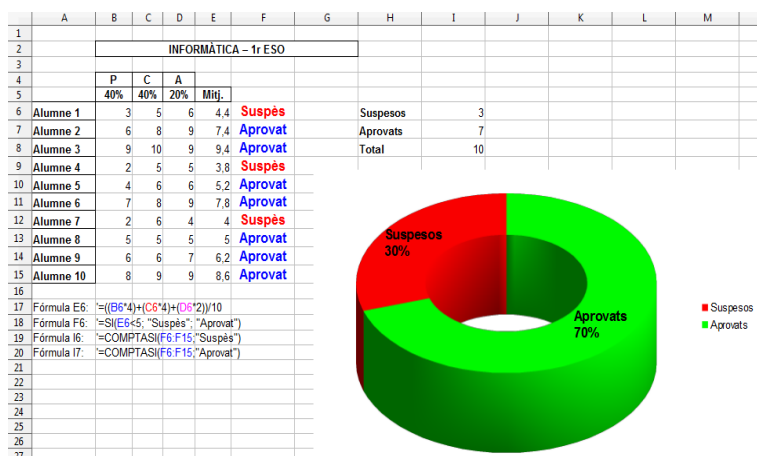 A B C D E F G H I J K L M
1
2 INFORMÀTICA – 1r ESO
3
4 P C A
5 40% 40% 20% Mitj.
6 Alumne 1 3 5 6 4,4 Suspès Suspesos 3
7 Alumne 2 6 8 9 7,4 Aprovat Aprovats 7
8 Alumne 3 9 10 9 9,4 Aprovat Total 10
9 Alumne 4 2 5 5 3,8 Suspès
10 Alumne 5 4 6 6 5,2 Aprovat
11 Alumne 6 7 8 9 7,8 Aprovat
12 Alumne 7 2 6 4 4 Suspès
13 Alumne 8 5 5 5 5 Aprovat
14 Alumne 9 6 6 7 6,2 Aprovat
15 Alumne 10 8 9 9 8,6 Aprovat
16
17 Fórmula E6: '=((B6*4)+(C6*4)+(D6*2))/10
18 Fórmula F6: '=SI(E6<5; "Suspès"; "Aprovat")
19 Fórmula I6: '=COMPTASI(F6:F15;"Suspès")
20 Fórmula I7: '=COMPTASI(F6:F15;"Aprovat")
21
22
23
24
25
26
27
Suspesos
30%
Aprovats
70%
Suspesos
Aprovats